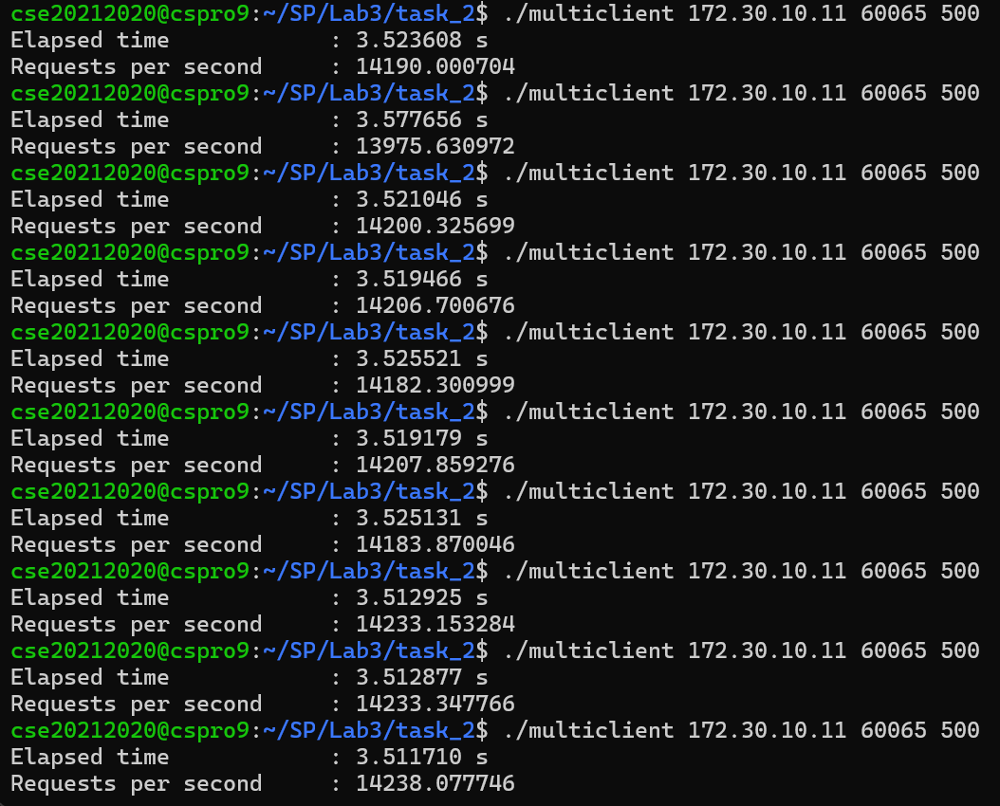 cse20212020@cspro9:~/SP/Lab3/task_2$ ./multiclient 172.30.10.11 60065 500
Elapsed time            : 3.523608 s
Requests per second     : 14190.000704
cse20212020@cspro9:~/SP/Lab3/task_2$ ./multiclient 172.30.10.11 60065 500
Elapsed time            : 3.577656 s
Requests per second     : 13975.630972
cse20212020@cspro9:~/SP/Lab3/task_2$ ./multiclient 172.30.10.11 60065 500
Elapsed time            : 3.521046 s
Requests per second     : 14200.325699
cse20212020@cspro9:~/SP/Lab3/task_2$ ./multiclient 172.30.10.11 60065 500
Elapsed time            : 3.519466 s
Requests per second     : 14206.700676
cse20212020@cspro9:~/SP/Lab3/task_2$ ./multiclient 172.30.10.11 60065 500
Elapsed time            : 3.525521 s
Requests per second     : 14182.300999
cse20212020@cspro9:~/SP/Lab3/task_2$ ./multiclient 172.30.10.11 60065 500
Elapsed time            : 3.519179 s
Requests per second     : 14207.859276
cse20212020@cspro9:~/SP/Lab3/task_2$ ./multiclient 172.30.10.11 60065 500
Elapsed time            : 3.525131 s
Requests per second     : 14183.870046
cse20212020@cspro9:~/SP/Lab3/task_2$ ./multiclient 172.30.10.11 60065 500
Elapsed time            : 3.512925 s
Requests per second     : 14233.153284
cse20212020@cspro9:~/SP/Lab3/task_2$ ./multiclient 172.30.10.11 60065 500
Elapsed time            : 3.512877 s
Requests per second     : 14233.347766
cse20212020@cspro9:~/SP/Lab3/task_2$ ./multiclient 172.30.10.11 60065 500
Elapsed time            : 3.511710 s
Requests per second     : 14238.077746